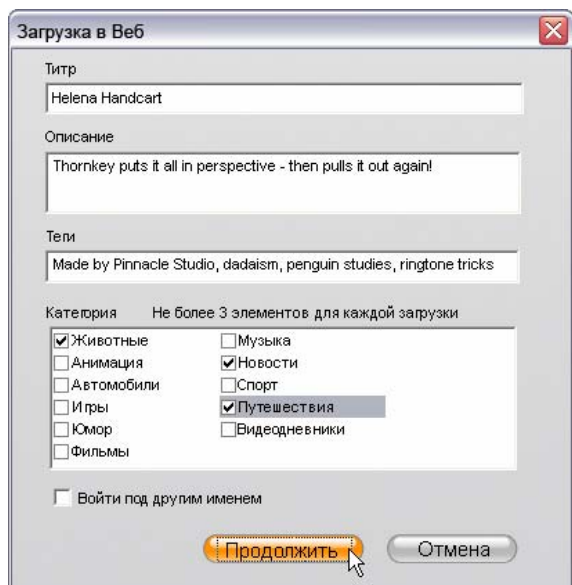 Загрузка в Веб
Титр
Helena Handcart
Описание
Thornkey puts it all in perspective - then pulls it out again!
Теги
Made by Pinnacle Studio, dadaism, penguin studies, ringtone tricks
Категория Не более 3 элементов для каждой загрузки
Животные Музыка
Анимация Новости
Автомобили Спорт
Игры Путешествия
Юмор Видеодневники
Фильмы
Войти под другим именем
Продолжить Отмена